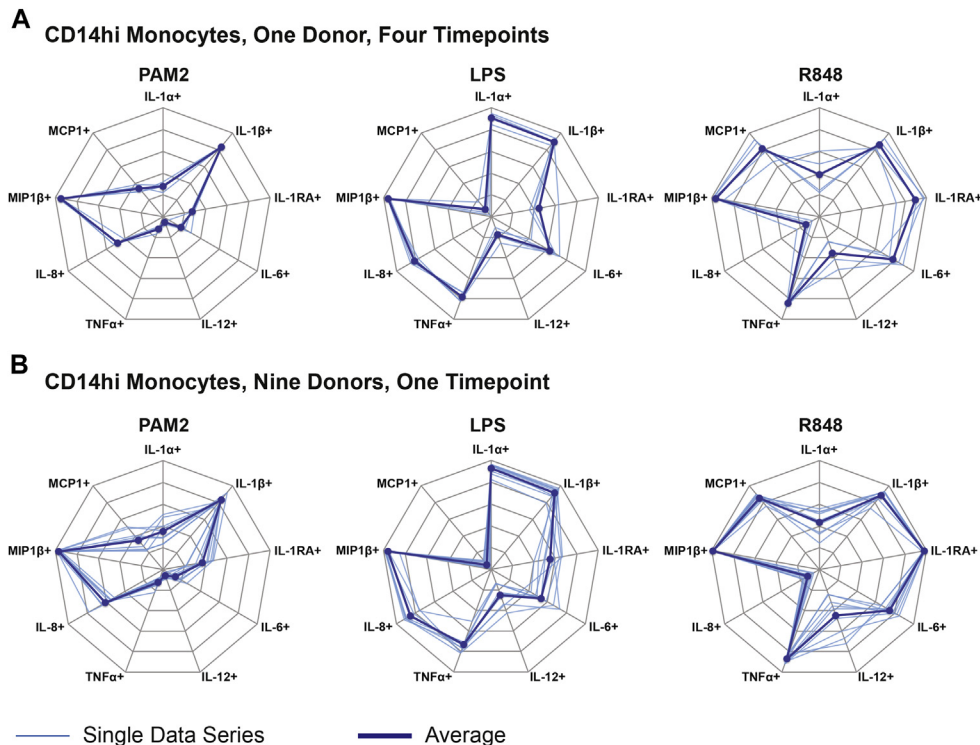 A
CD14hi Monocytes, One Donor, Four Timepoints
PAM2
IL-1α+
IL-1β+
IL-1RA+
IL-6+
IL-12+
TNFα+
IL-8+
MIP1β+
MCP1+
LPS
IL-1α+
IL-1β+
IL-1RA+
IL-6+
IL-12+
TNFα+
IL-8+
MIP1β+
MCP1+
R848
IL-1α+
IL-1β+
IL-1RA+
IL-6+
IL-12+
TNFα+
IL-8+
MIP1β+
MCP1+
B
CD14hi Monocytes, Nine Donors, One Timepoint
PAM2
IL-1α+
IL-1β+
IL-1RA+
IL-6+
IL-12+
TNFα+
IL-8+
MIP1β+
MCP1+
LPS
IL-1α+
IL-1β+
IL-1RA+
IL-6+
IL-12+
TNFα+
IL-8+
MIP1β+
MCP1+
R848
IL-1α+
IL-1β+
IL-1RA+
IL-6+
IL-12+
TNFα+
IL-8+
MIP1β+
MCP1+
Single Data Series
Average